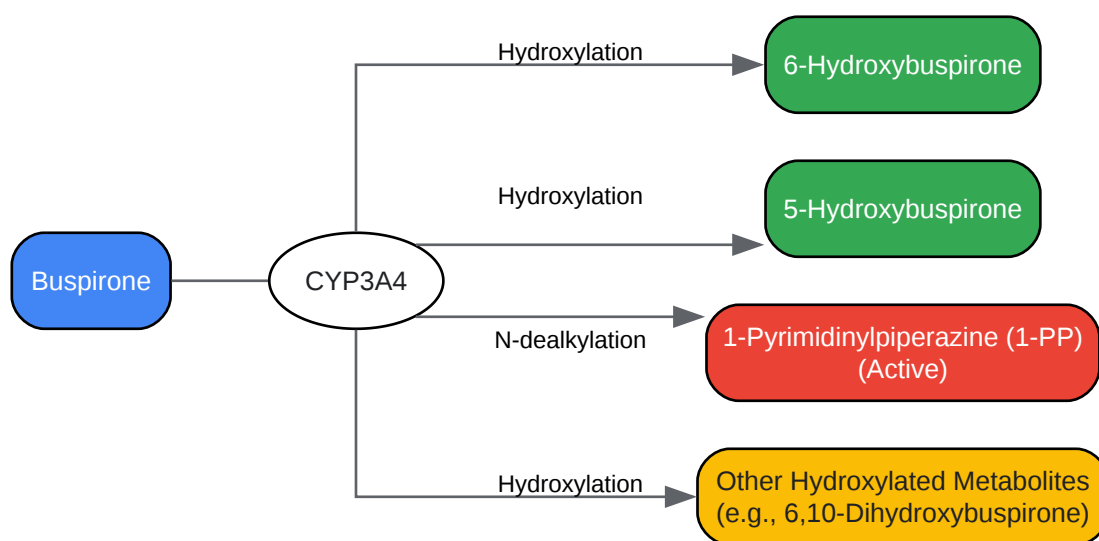 Hydroxylation
6-Hydroxybuspirone
Hydroxylation
5-Hydroxybuspirone
Buspirone
CYP3A4
N-dealkylation
1-Pyrimidinylpiperazine (1-PP)
(Active)
Hydroxylation
Other Hydroxylated Metabolites
(e.g., 6,10-Dihydroxybuspirone)